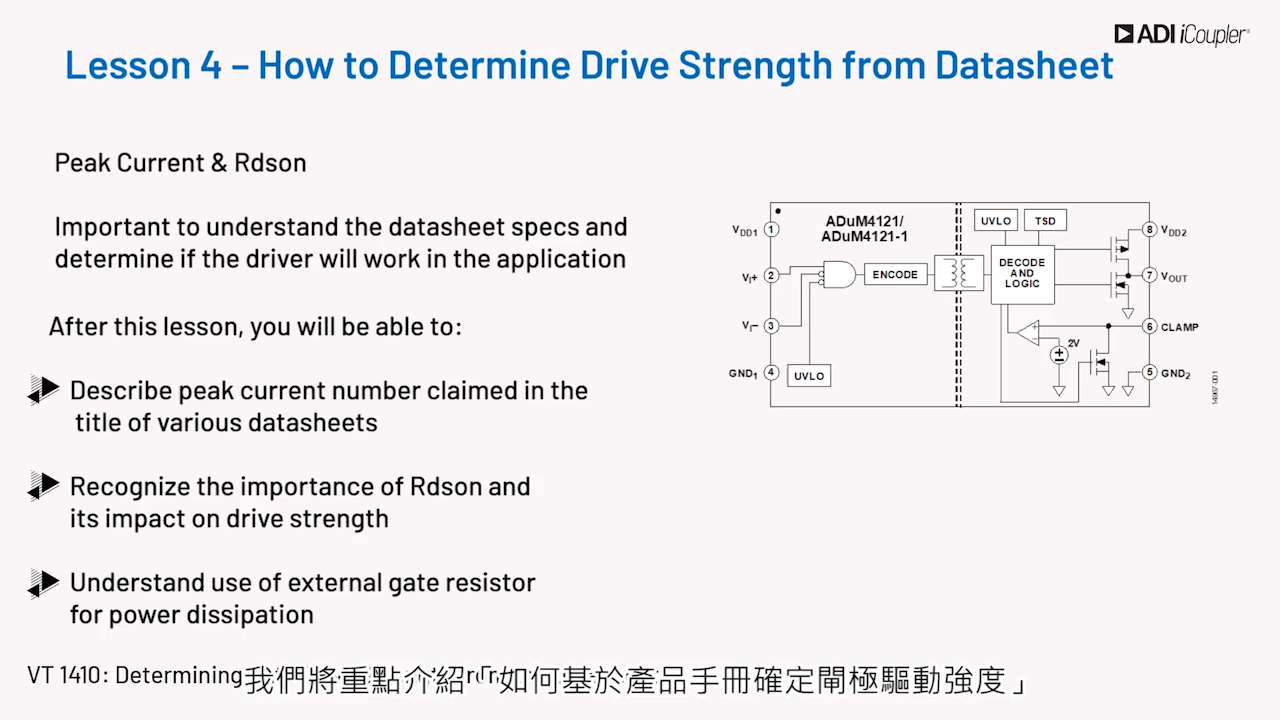 ADI iCoupler®
Lesson 4 – How to Determine Drive Strength from Datasheet
Peak Current & Rdson
Important to understand the datasheet specs and
determine if the driver will work in the application
After this lesson, you will be able to:
Describe peak current number claimed in the
title of various datasheets
Recognize the importance of Rdson and
its impact on drive strength
Understand use of external gate resistor
for power dissipation
ADuM4121/
ADuM4121-1
UVLO
TSD
VDD1
1
8
VDD2
DECODE
AND
LOGIC
ENCODE
VI+
2
7
VOUT
VI–
3
6
CLAMP
2V
GND1
4
UVLO
5
GND2
14967-001
VT 1410: Determining
我們將重點介紹「如何基於產品手冊確定閘極驅動強度」